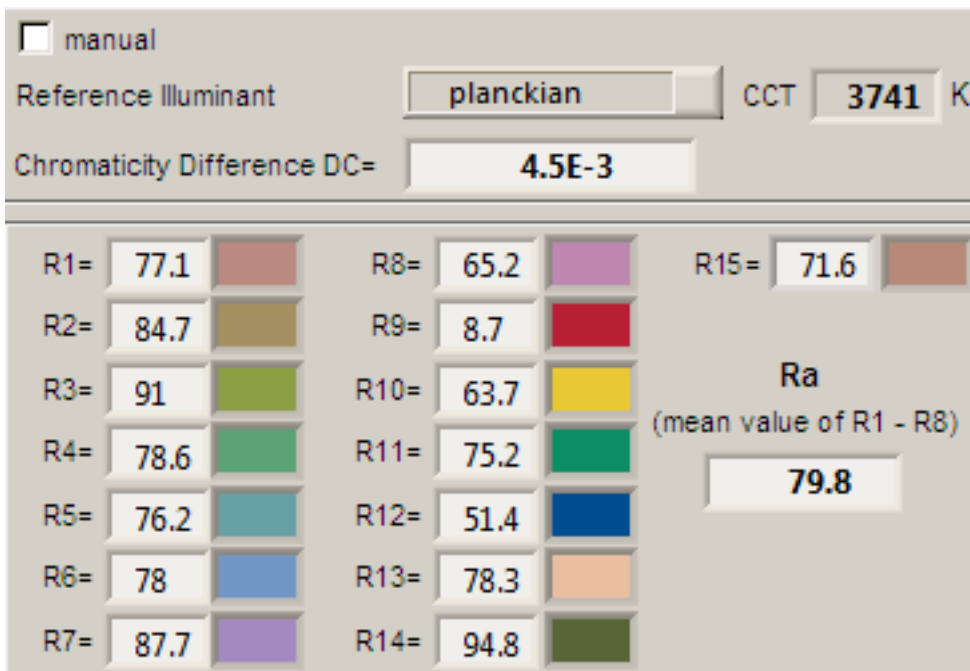 manual
Reference Illuminant planckian CCT 3741 K
Chromaticity Difference DC= 4.5E-3
R1= 77.1 R8= 65.2 R15= 71.6
R2= 84.7 R9= 8.7
R3= 91 R10= 63.7 Ra
(mean value of R1 - R8)
R4= 78.6 R11= 75.2
79.8
R5= 76.2 R12= 51.4
R6= 78 R13= 78.3
R7= 87.7 R14= 94.8